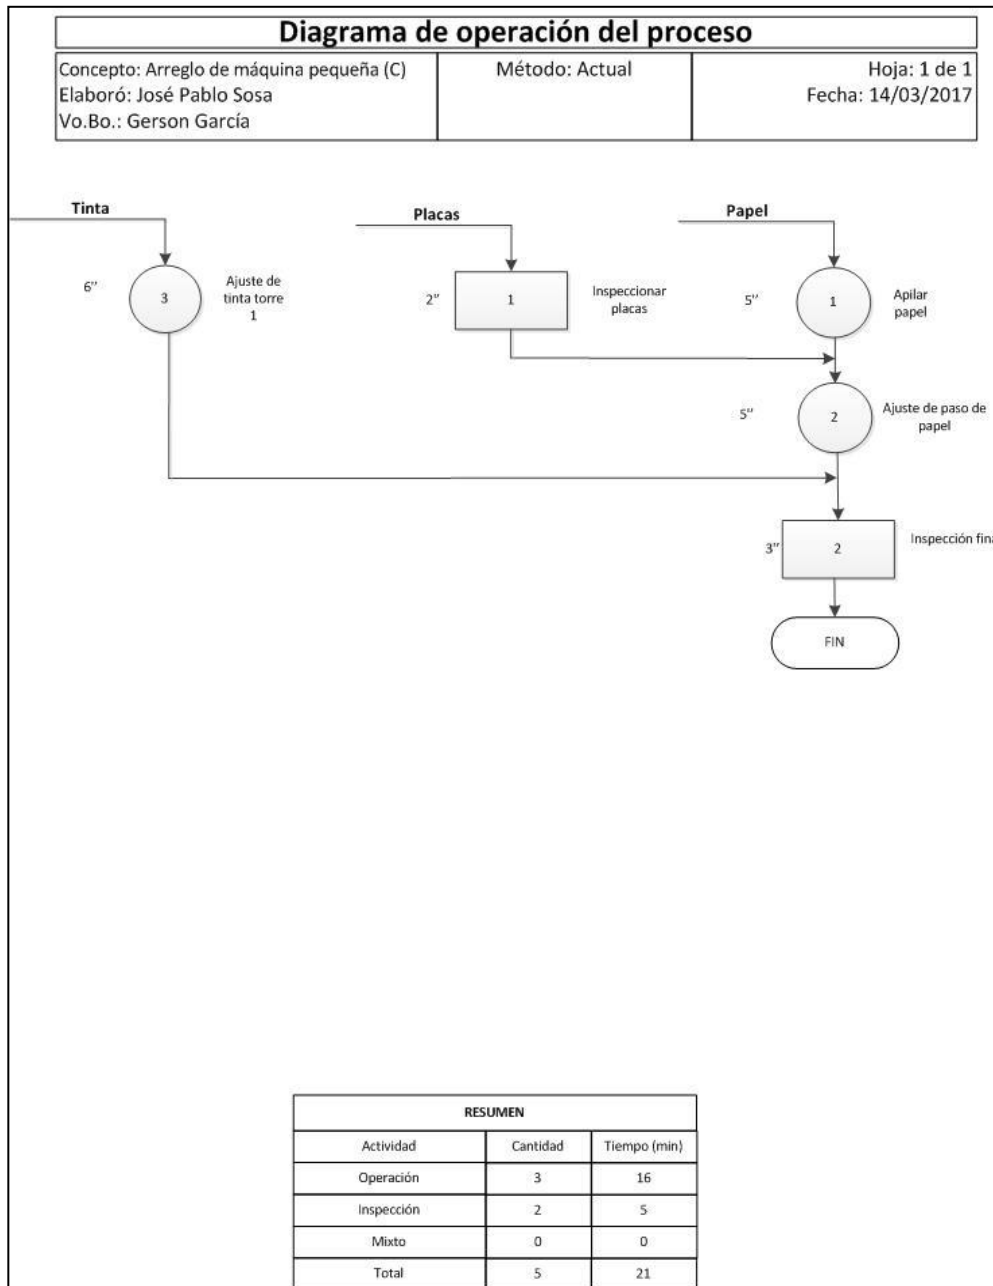 Diagrama de operación del proceso
Concepto: Arreglo de máquina pequeña (C)
Elaboró: José Pablo Sosa
Vo.Bo.: Gerson García
Método: Actual
Hoja: 1 de 1
Fecha: 14/03/2017
Tinta
Placas
Papel
6’’
3
Ajuste de
tinta torre
1
2’’
1
Inspeccionar
placas
5’’
1
Apilar
papel
5’’
2
Ajuste de paso de
papel
3’’
2
Inspección fina
FIN
RESUMEN
Actividad Cantidad Tiempo (min)
Operación 3 16
Inspección 2 5
Mixto 0 0
Total 5 21